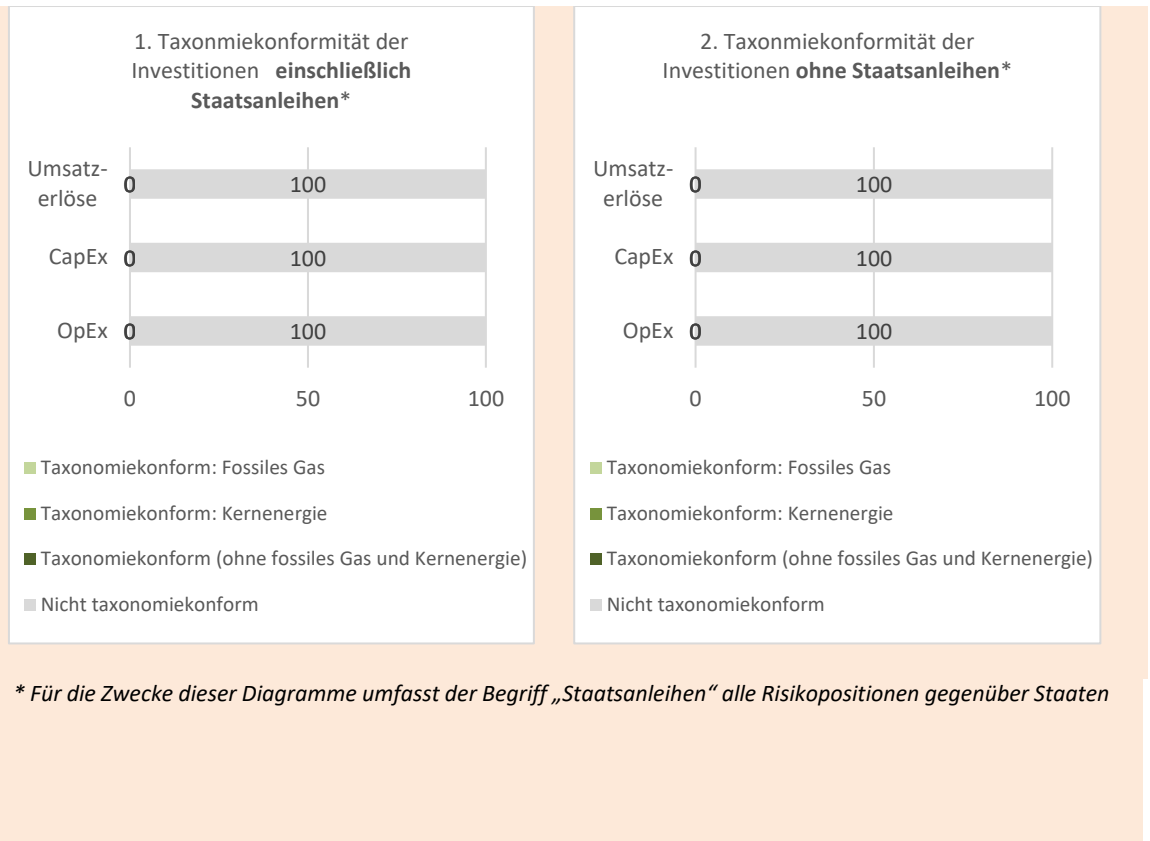 1. Taxonmiekonformität der
Investitionen einschließlich
Staatsanleihen*
Umsatz-
erlöse
0 100
CapEx 0 100
OpEx 0 100
0 50 100
Taxonomiekonform: Fossiles Gas
Taxonomiekonform: Kernenergie
Taxonomiekonform (ohne fossiles Gas und Kernenergie)
Nicht taxonomiekonform
2. Taxonmiekonformität der
Investitionen ohne Staatsanleihen*
Umsatz-
erlöse
0 100
CapEx 0 100
OpEx 0 100
0 50 100
Taxonomiekonform: Fossiles Gas
Taxonomiekonform: Kernenergie
Taxonomiekonform (ohne fossiles Gas und Kernenergie)
Nicht taxonomiekonform
* Für die Zwecke dieser Diagramme umfasst der Begriff „Staatsanleihen“ alle Risikopositionen gegenüber Staaten